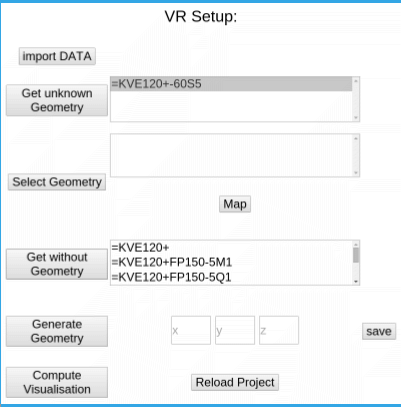 VR Setup:
import DATA
Get unknown
Geometry
=KVE120+-60S5
Select Geometry
Map
Get without
Geometry
=KVE120+
=KVE120+FP150-5M1
=KVE120+FP150-5Q1
Generate
Geometry
x
y
z
save
Compute
Visualisation
Reload Project